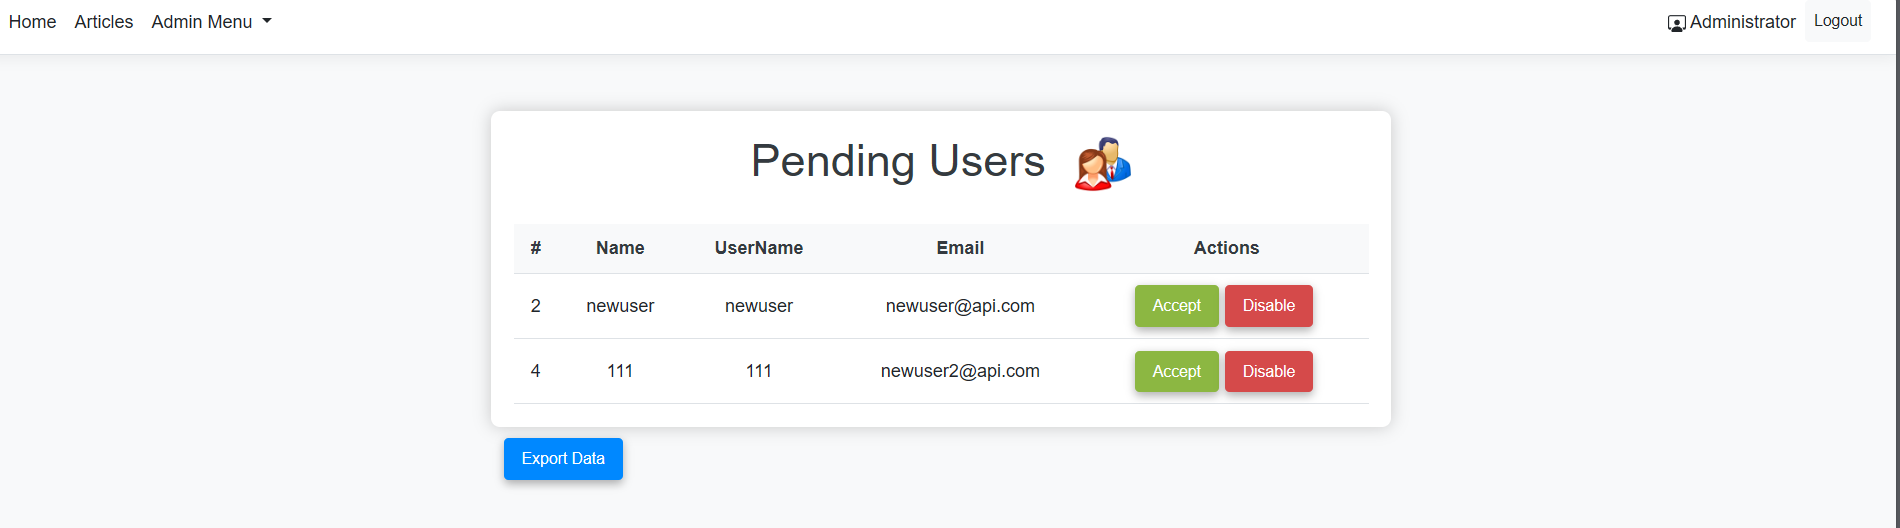 Home Articles Admin Menu Administrator Logout
Pending Users
# Name UserName Email Actions
2 newuser newuser newuser@api.com Accept Disable
4 111 111 newuser2@api.com Accept Disable
Export Data